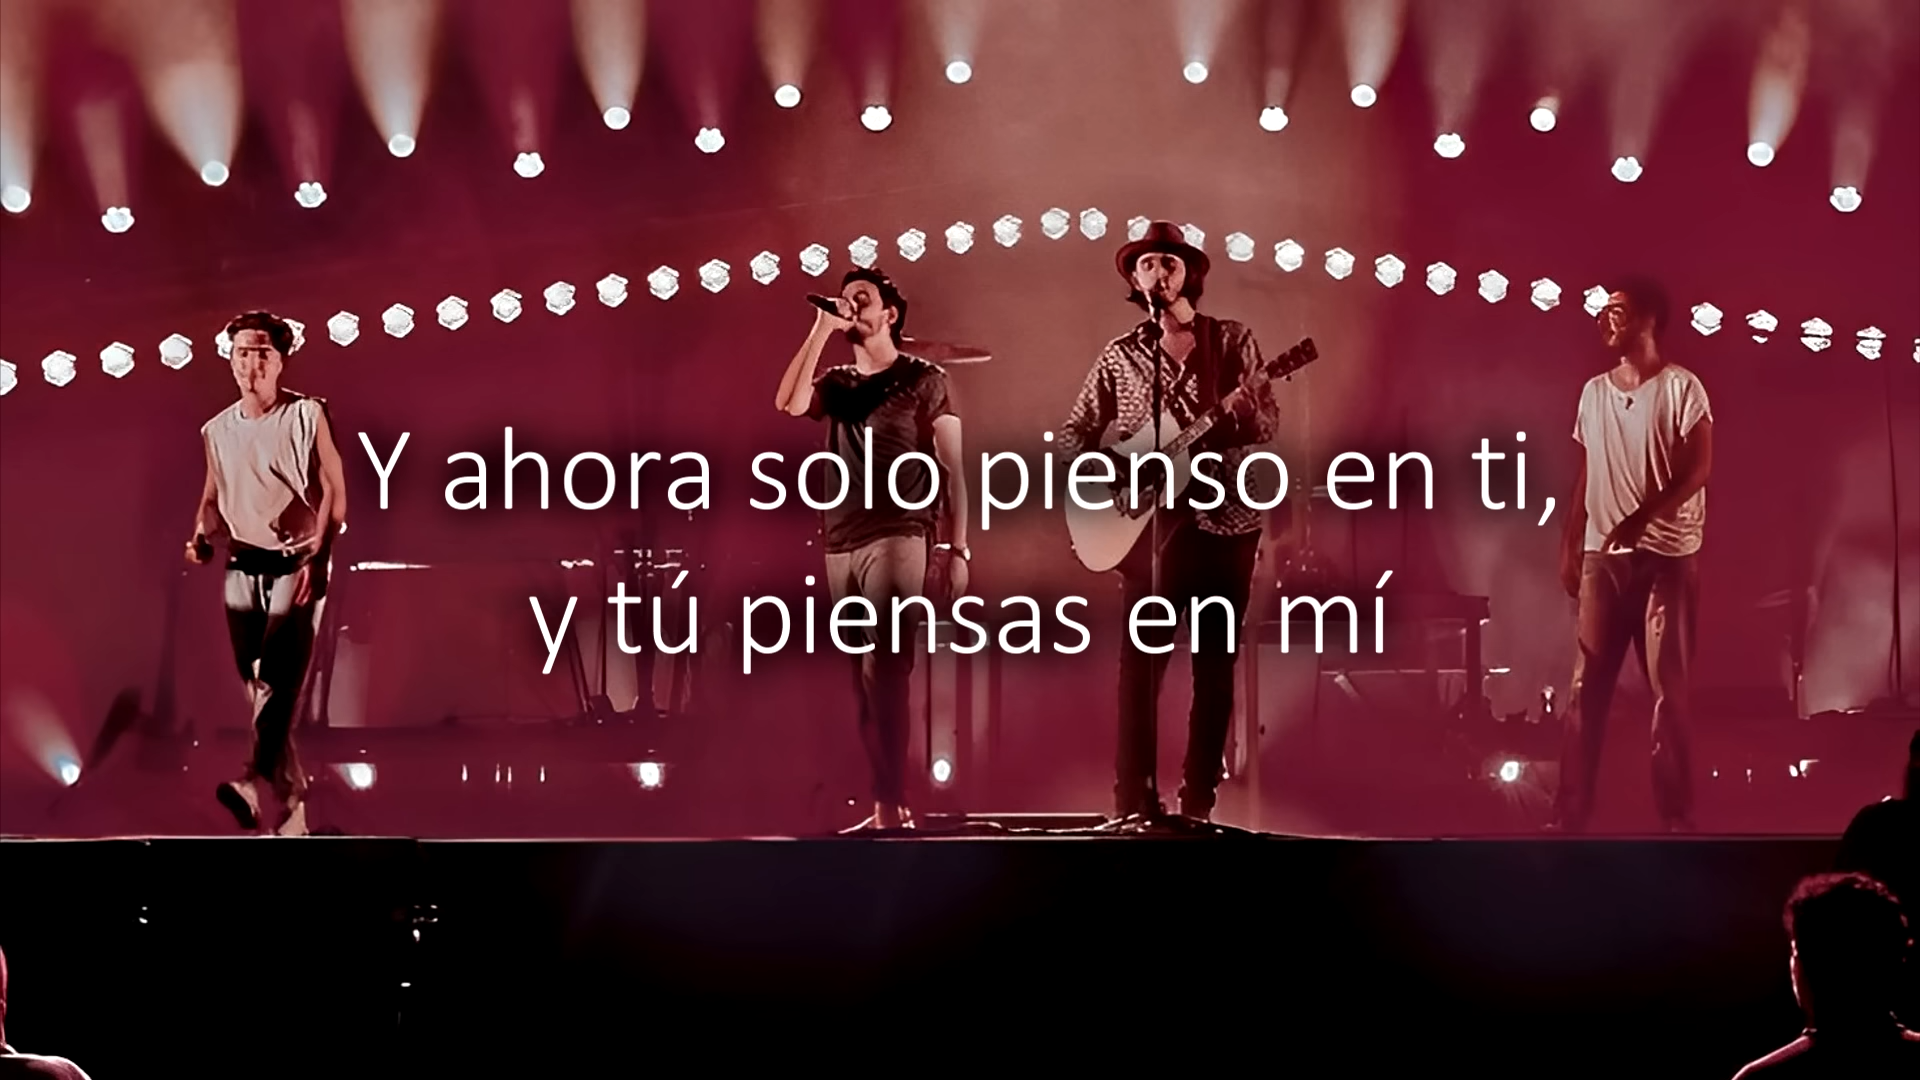 Y ahora solo pienso en ti,
y tú piensas en mí